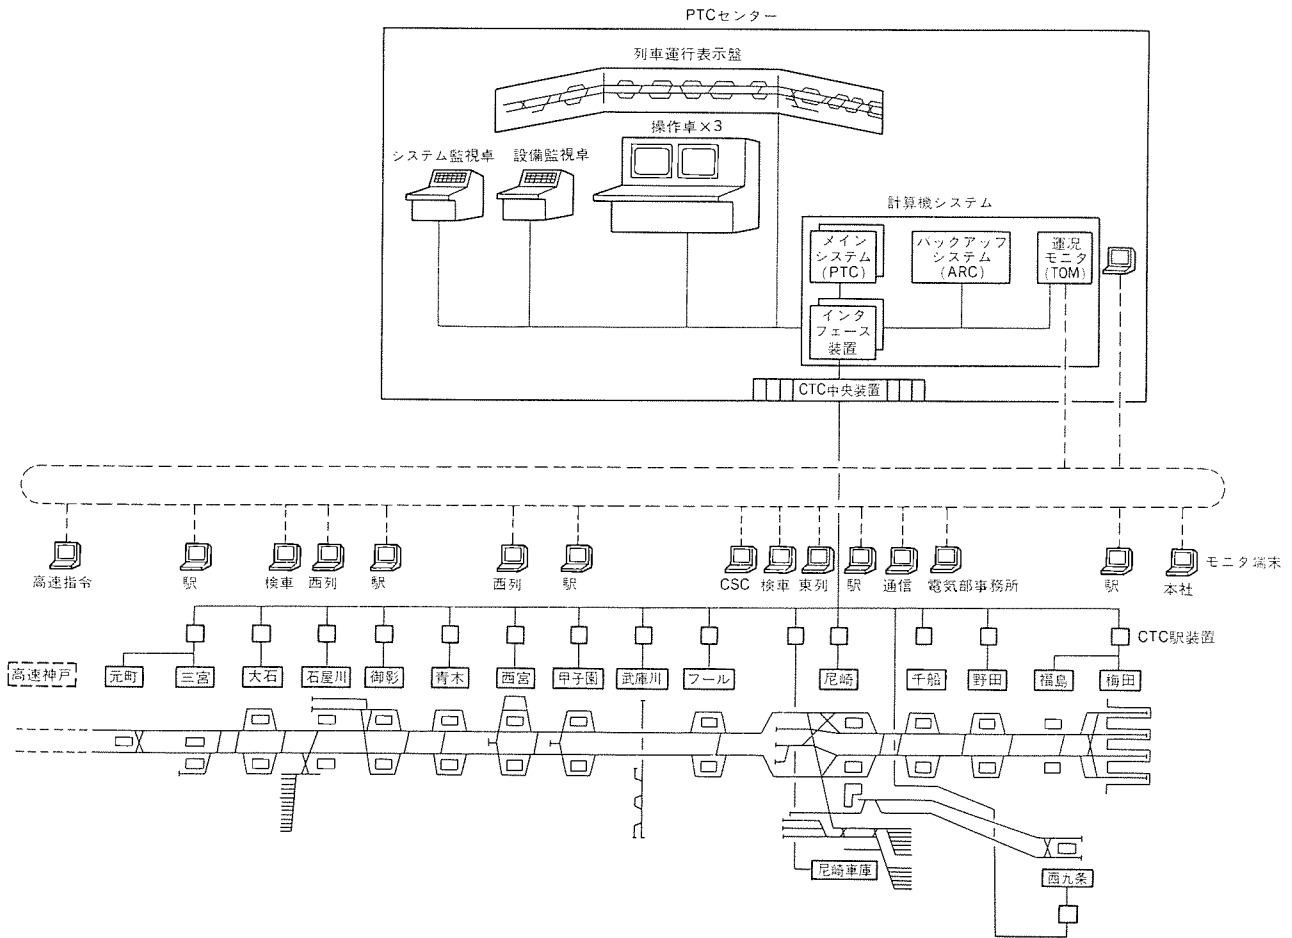 PTCセンター
列車運行表示盤
操作卓×3
システム監視卓
設備監視卓
計算機システム
メイン
システム
(PTC)
バックアップ
システム
(ARC)
運況
モニタ
(TOM)
インタ
フェース
装置
CTC中央装置
高速指令
駅
検車
西列
駅
西列
駅
CSC
検車
東列
駅
通信
電気部事務所
駅
本社
モニタ端末
CTC駅装置
高速神戸
元町
三宮
大石
石屋川
御影
青木
西宮
甲子園
武庫川
プール
尼崎
千船
野田
福島
梅田
尼崎車庫
西九条